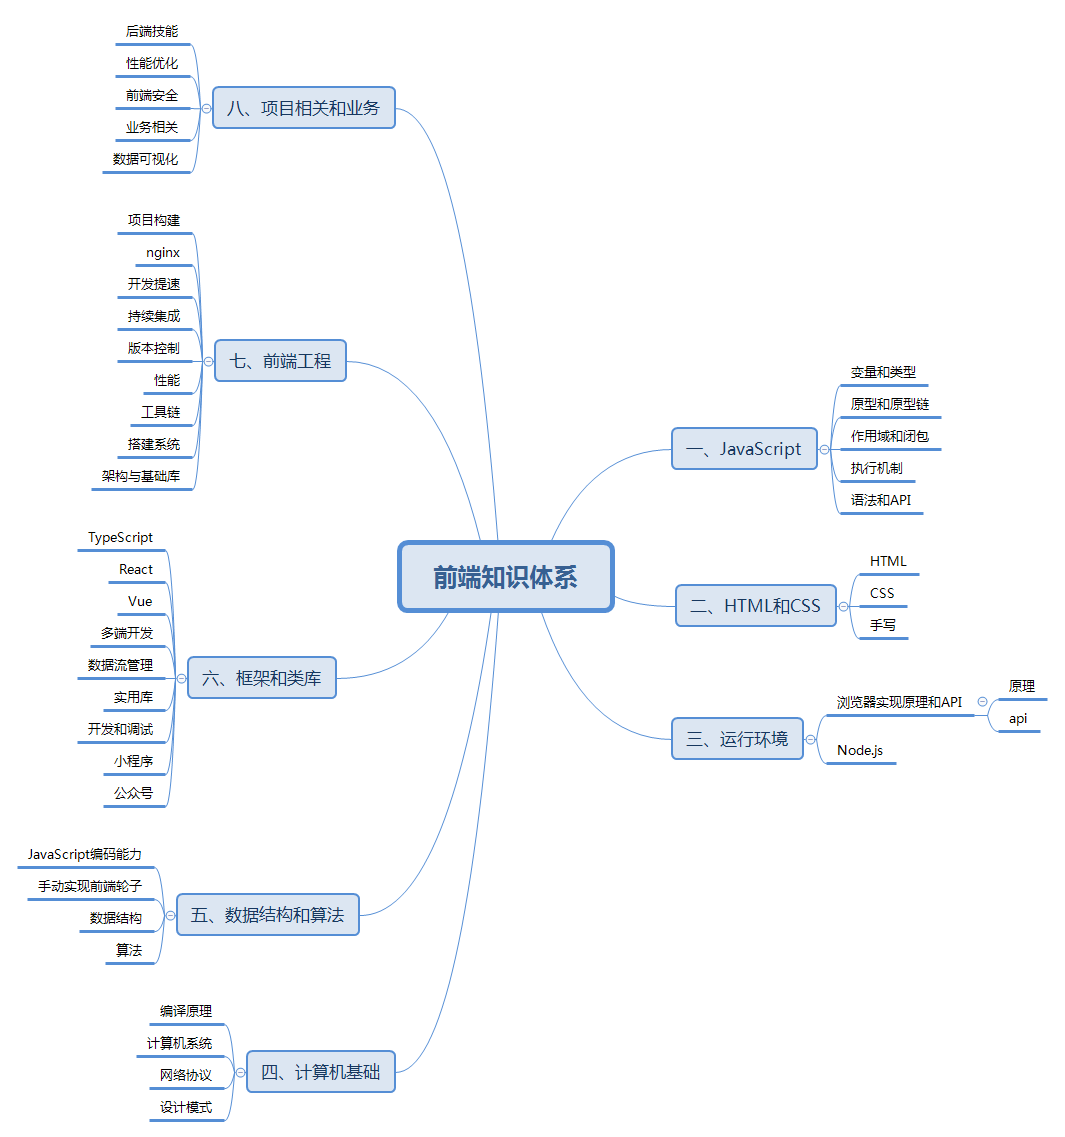 前端知识体系
一、JavaScript
变量和类型
原型和原型链
作用域和闭包
执行机制
语法和API
二、HTML和CSS
HTML
CSS
手写
三、运行环境
浏览器实现原理和API
原理
api
Node.js
四、计算机基础
编译原理
计算机系统
网络协议
设计模式
五、数据结构和算法
JavaScript编码能力
手动实现前端轮子
数据结构
算法
六、框架和类库
TypeScript
React
Vue
多端开发
数据流管理
实用库
开发和调试
小程序
公众号
七、前端工程
项目构建
nginx
开发提速
持续集成
版本控制
性能
工具链
搭建系统
架构与基础库
八、项目相关和业务
后端技能
性能优化
前端安全
业务相关
数据可视化